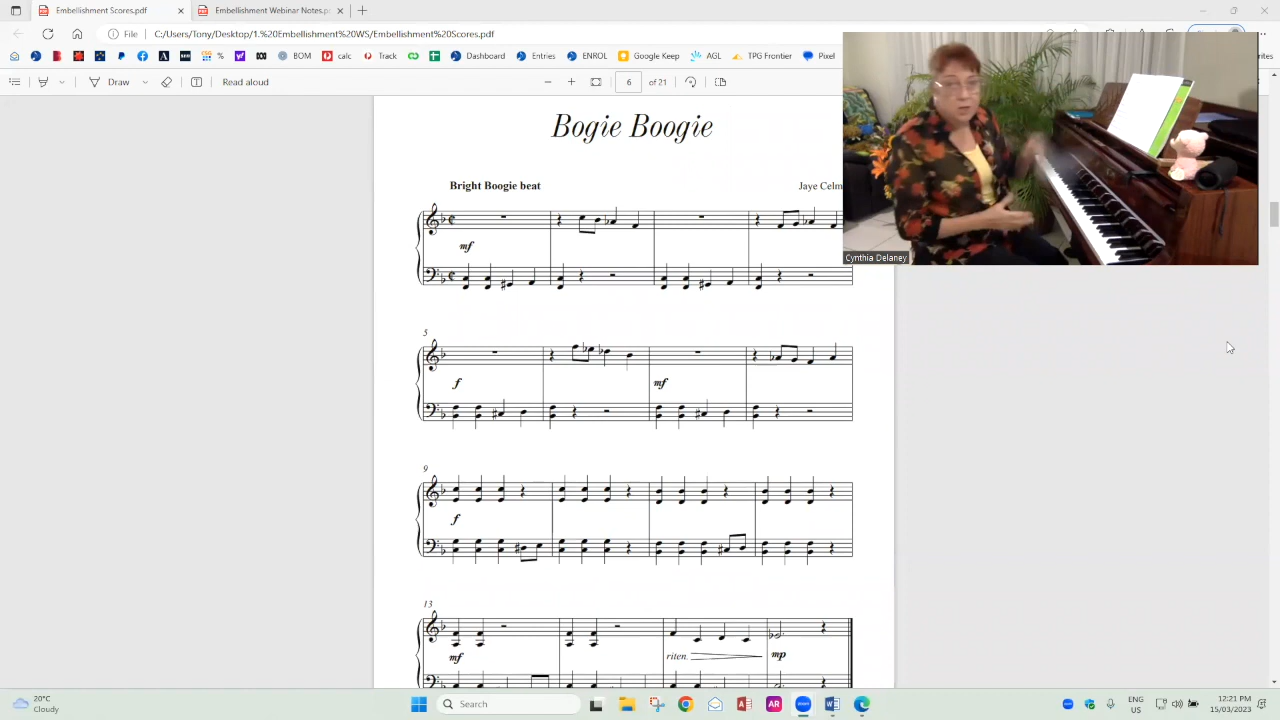 Embellishment Scores.pdf
Embellishment Webinar Notes.p
File
C:/Users/Tony/Desktop/1.%20Embellishment%20WS/Embellishment%20Scores.pdf
BOM
calc
CTG
Dashboard
Entries
ENROL
Google Keep
AGL
TPG Frontier
Pixel
rites
Draw
Read aloud
6
of 21
Bogie Boogie
Bright Boogie beat
Jaye Celm
mf
Cynthia Delaney
5
f
mf
9
f
13
mf
riten.
mp
20°C
Cloudy
Search
ENG
US
12:21 PM
15/03/2023